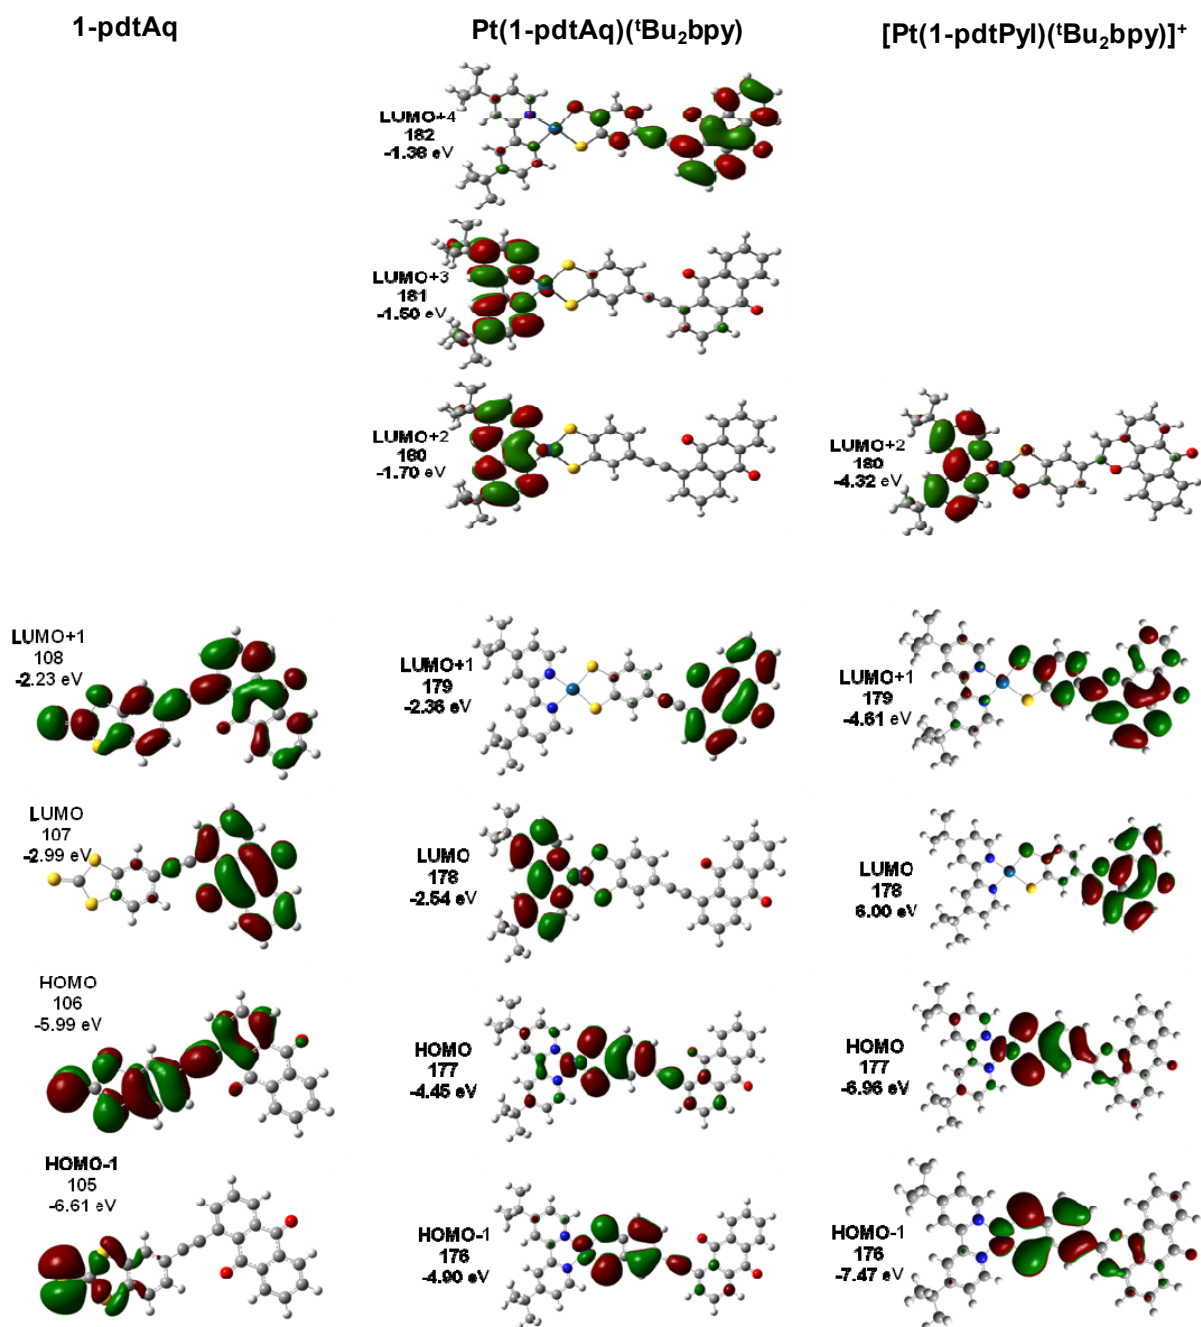 1-pdtAq
Pt(1-pdtAq)(ᵗBu₂bpy)
[Pt(1-pdtPyl)(ᵗBu₂bpy)]⁺
LUMO+4
182
-1.38 eV
LUMO+3
181
-1.50 eV
LUMO+2
180
-1.70 eV
LUMO+2
180
-4.32 eV
LUMO+1
108
-2.23 eV
LUMO+1
179
-2.36 eV
LUMO+1
179
-4.61 eV
LUMO
107
-2.99 eV
LUMO
178
-2.54 eV
LUMO
178
6.00 eV
HOMO
106
-5.99 eV
HOMO
177
-4.45 eV
HOMO
177
-6.96 eV
HOMO-1
105
-6.61 eV
HOMO-1
176
-4.90 eV
HOMO-1
176
-7.47 eV